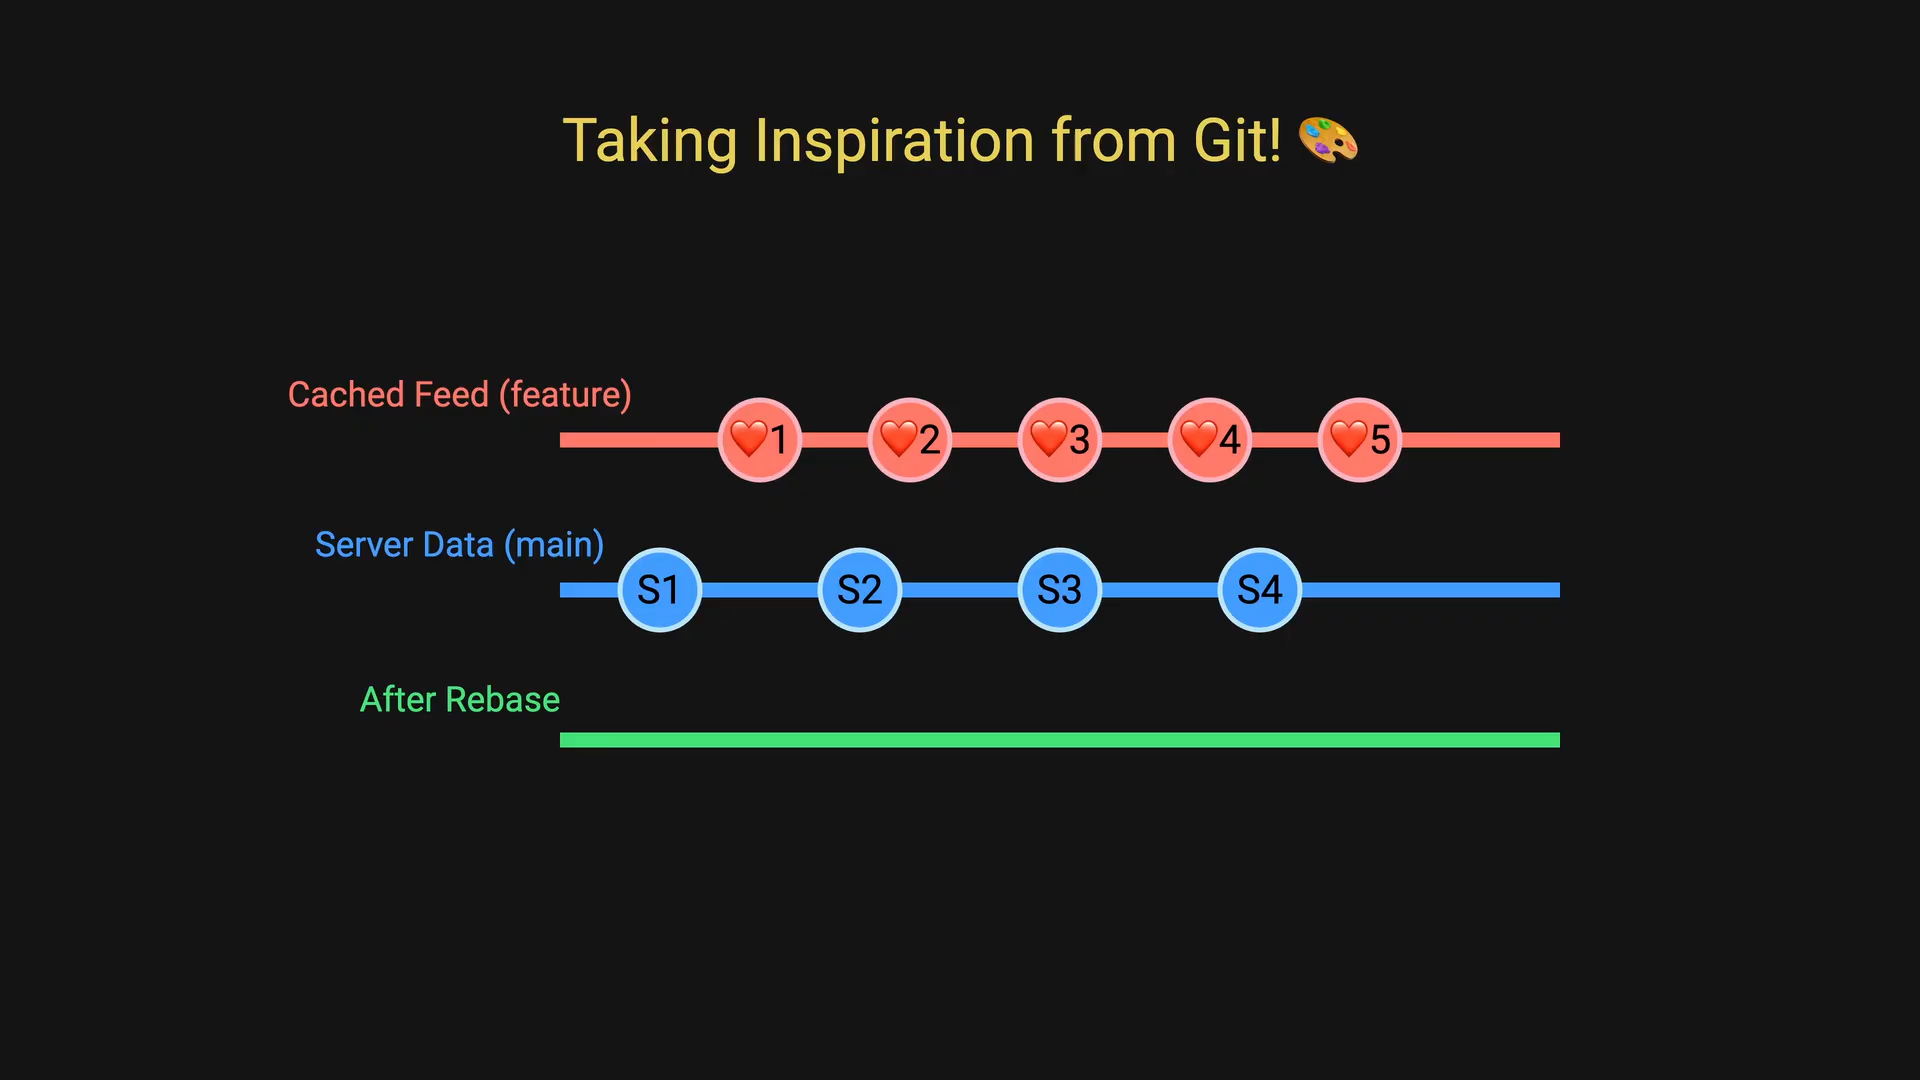 Taking Inspiration from Git! 🎨
Cached Feed (feature)
❤️1 ❤️2 ❤️3 ❤️4 ❤️5
Server Data (main)
S1 S2 S3 S4
After Rebase